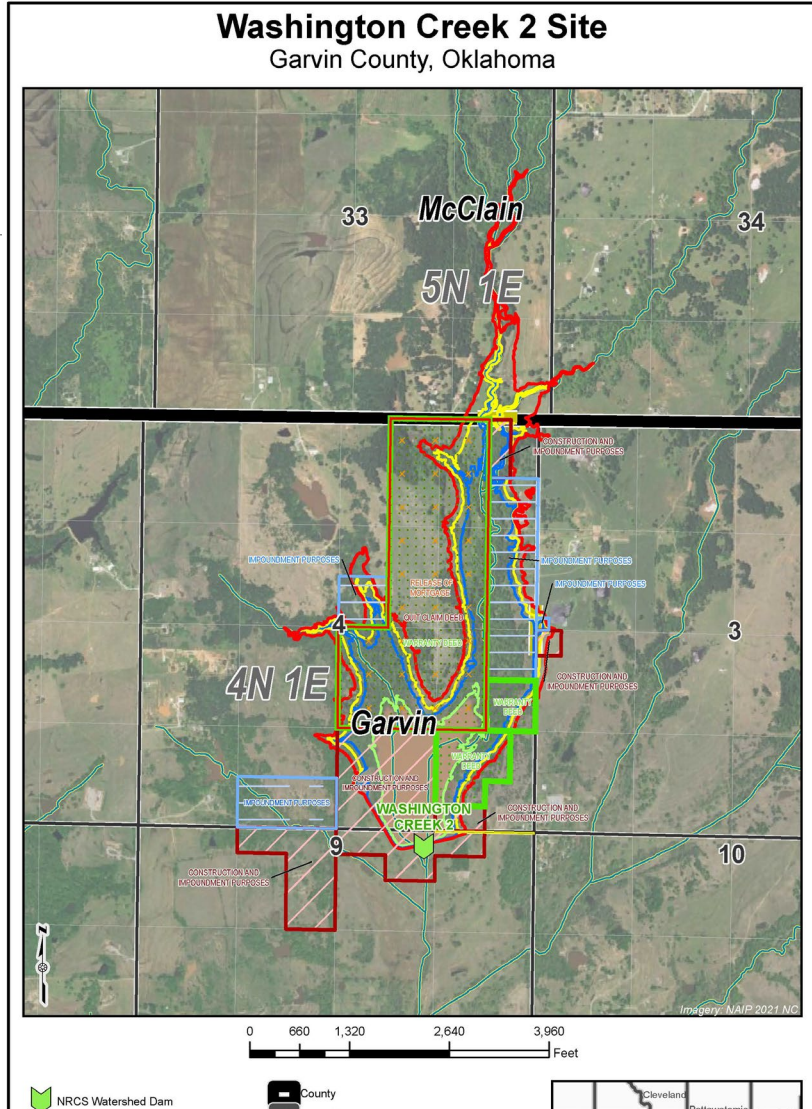 Washington Creek 2 Site
Garvin County, Oklahoma
33
McClain
34
5N 1E
CONSTRUCTION AND
IMPOUNDMENT PURPOSES
IMPOUNDMENT PURPOSES
IMPOUNDMENT PURPOSES
IMPOUNDMENT PURPOSES
RELEASE OF
MORTGAGE
QUIT CLAIM DEED
4
WARRANTY DEED
3
4N 1E
CONSTRUCTION AND
IMPOUNDMENT PURPOSES
WARRANTY
DEED
Garvin
WARRANTY
DEED
CONSTRUCTION AND
IMPOUNDMENT PURPOSES
IMPOUNDMENT PURPOSES
WASHINGTON
CREEK 2
CONSTRUCTION AND
IMPOUNDMENT PURPOSES
9
10
CONSTRUCTION AND
IMPOUNDMENT PURPOSES
N
Imagery: NAIP 2021 NC
0 660 1,320 2,640 3,960
Feet
NRCS Watershed Dam
County
Cleveland
Pottawatomie